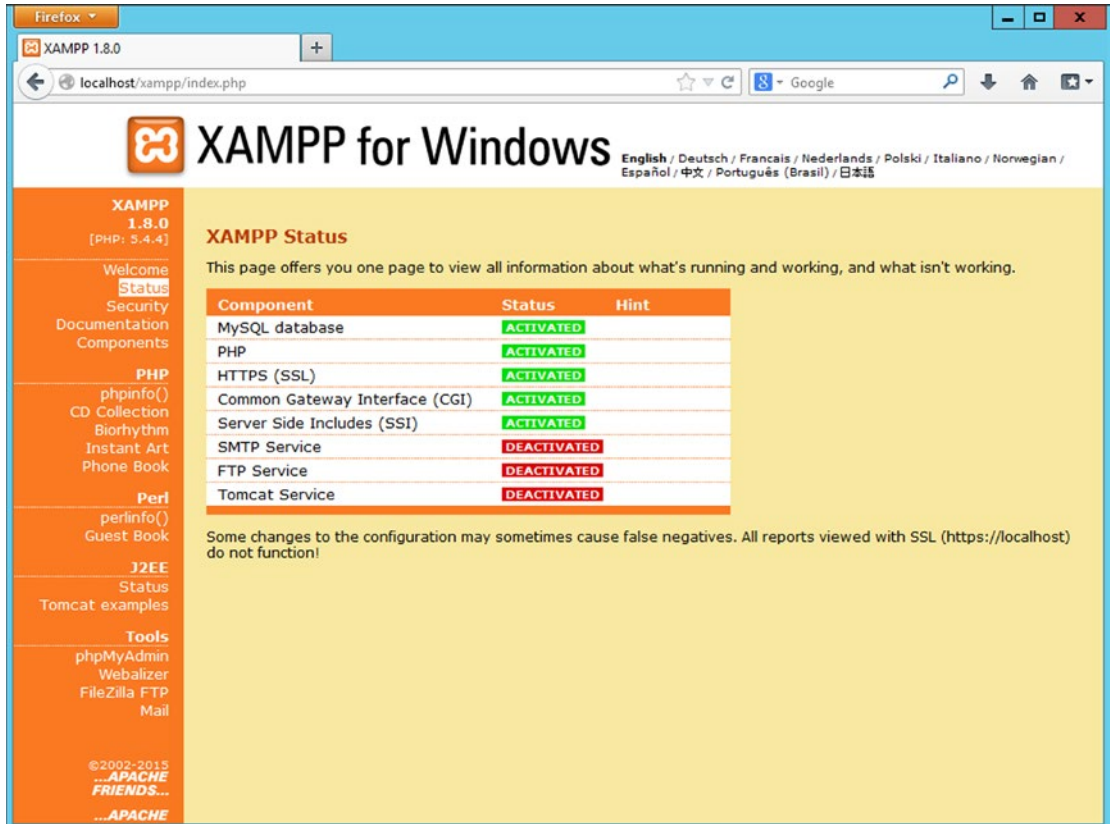 Firefox
XAMPP 1.8.0
localhost/xampp/index.php
Google
XAMPP for Windows
English / Deutsch / Francais / Nederlands / Polski / Italiano / Norwegian /
Español / 中文 / Português (Brasil) / 日本語
XAMPP
1.8.0
[PHP: 5.4.4]
Welcome
Status
Security
Documentation
Components
PHP
phpinfo()
CD Collection
Biorhythm
Instant Art
Phone Book
Perl
perlinfo()
Guest Book
J2EE
Status
Tomcat examples
Tools
phpMyAdmin
Webalizer
FileZilla FTP
Mail
©2002-2015
...APACHE
FRIENDS...
...APACHE
XAMPP Status
This page offers you one page to view all information about what's running and working, and what isn't working.
Component Status Hint
MySQL database ACTIVATED
PHP ACTIVATED
HTTPS (SSL) ACTIVATED
Common Gateway Interface (CGI) ACTIVATED
Server Side Includes (SSI) ACTIVATED
SMTP Service DEACTIVATED
FTP Service DEACTIVATED
Tomcat Service DEACTIVATED
Some changes to the configuration may sometimes cause false negatives. All reports viewed with SSL (https://localhost)
do not function!